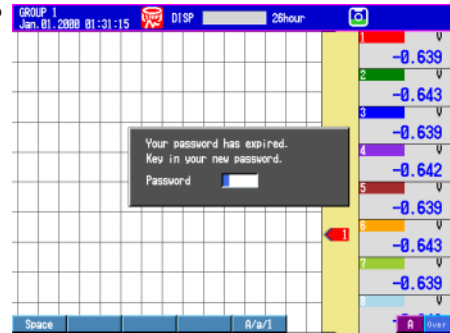 GROUP 1
Jan.01.2000 01:31:15
DISP
26hour
1 V
-0.639
2 V
-0.643
3 V
-0.639
4 V
-0.642
5 V
-0.639
6 V
-0.643
7 V
-0.639
8 V
Your password has expired.
Key in your new password.
Password
1
Space
A/a/1
A
Over